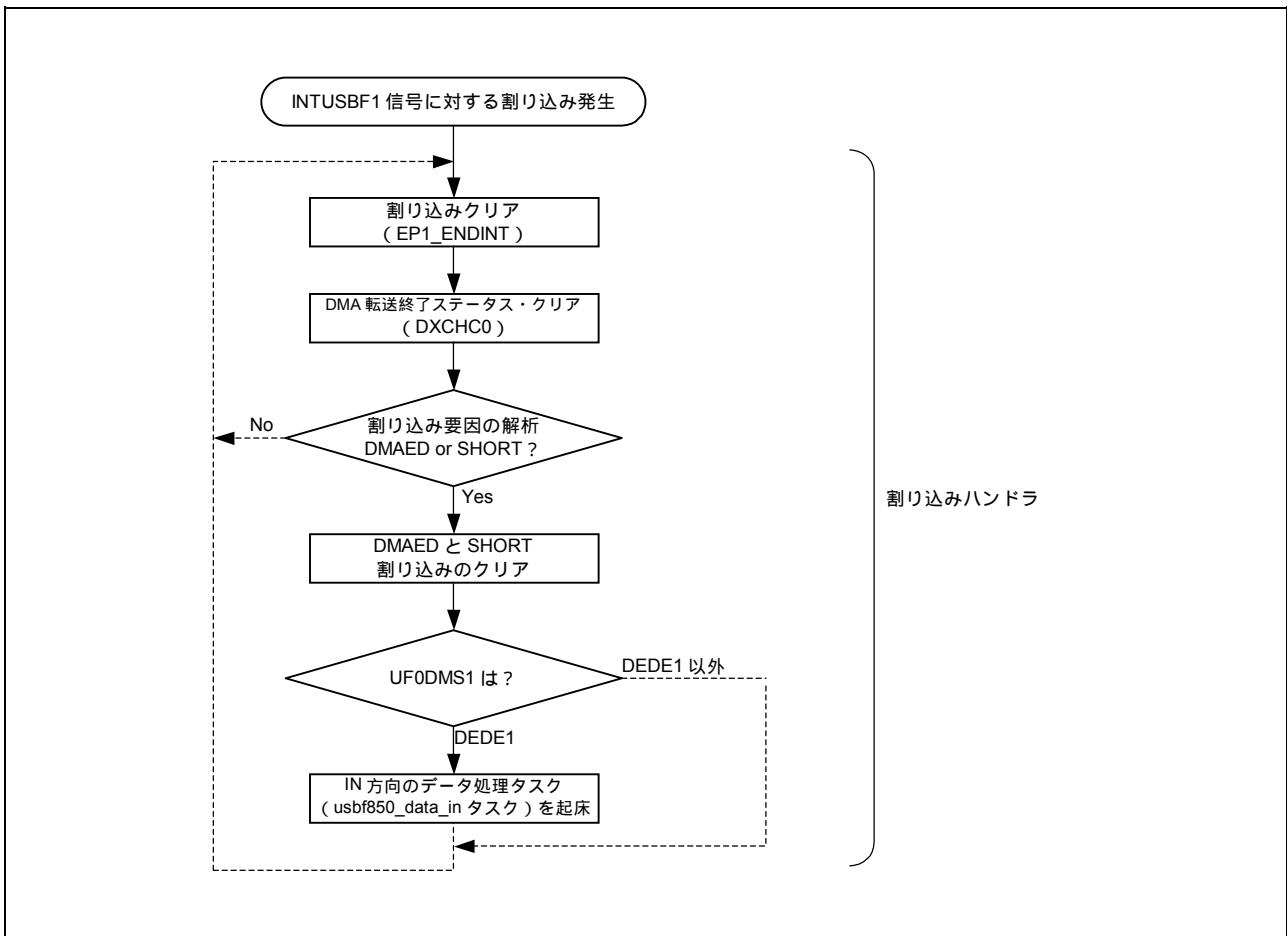 INTUSBF1 信号に対する割り込み発生
割り込みクリア
( EP1_ENDINT )
DMA 転送終了ステータス・クリア
( DXCHC0 )
No
割り込み要因の解析
DMAED or SHORT ?
Yes
割り込みハンドラ
DMAED と SHORT
割り込みのクリア
UF0DMS1 は ?
DEDE1 以外
DEDE1
IN 方向のデータ処理タスク
( usbf850_data_in タスク ) を起床